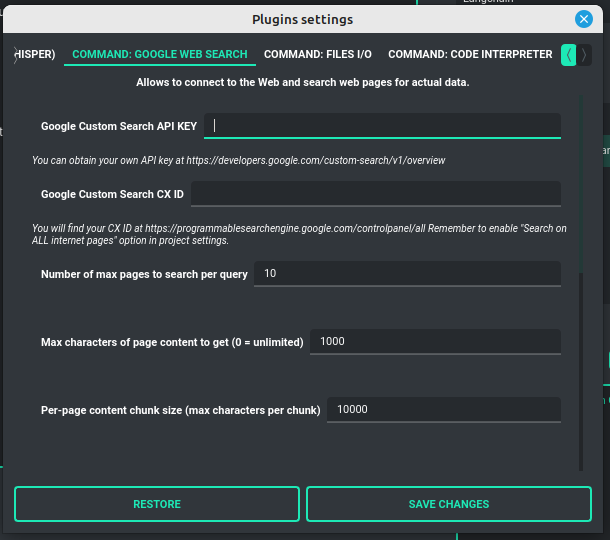 Plugins settings
HISPER)
COMMAND: GOOGLE WEB SEARCH
COMMAND: FILES I/O
COMMAND: CODE INTERPRETER
Allows to connect to the Web and search web pages for actual data.
Google Custom Search API KEY
You can obtain your own API key at https://developers.google.com/custom-search/v1/overview
Google Custom Search CX ID
You will find your CX ID at https://programmablesearchengine.google.com/controlpanel/all Remember to enable "Search on
ALL internet pages" option in project settings.
Number of max pages to search per query
10
Max characters of page content to get (0 = unlimited)
1000
Per-page content chunk size (max characters per chunk)
10000
RESTORE
SAVE CHANGES